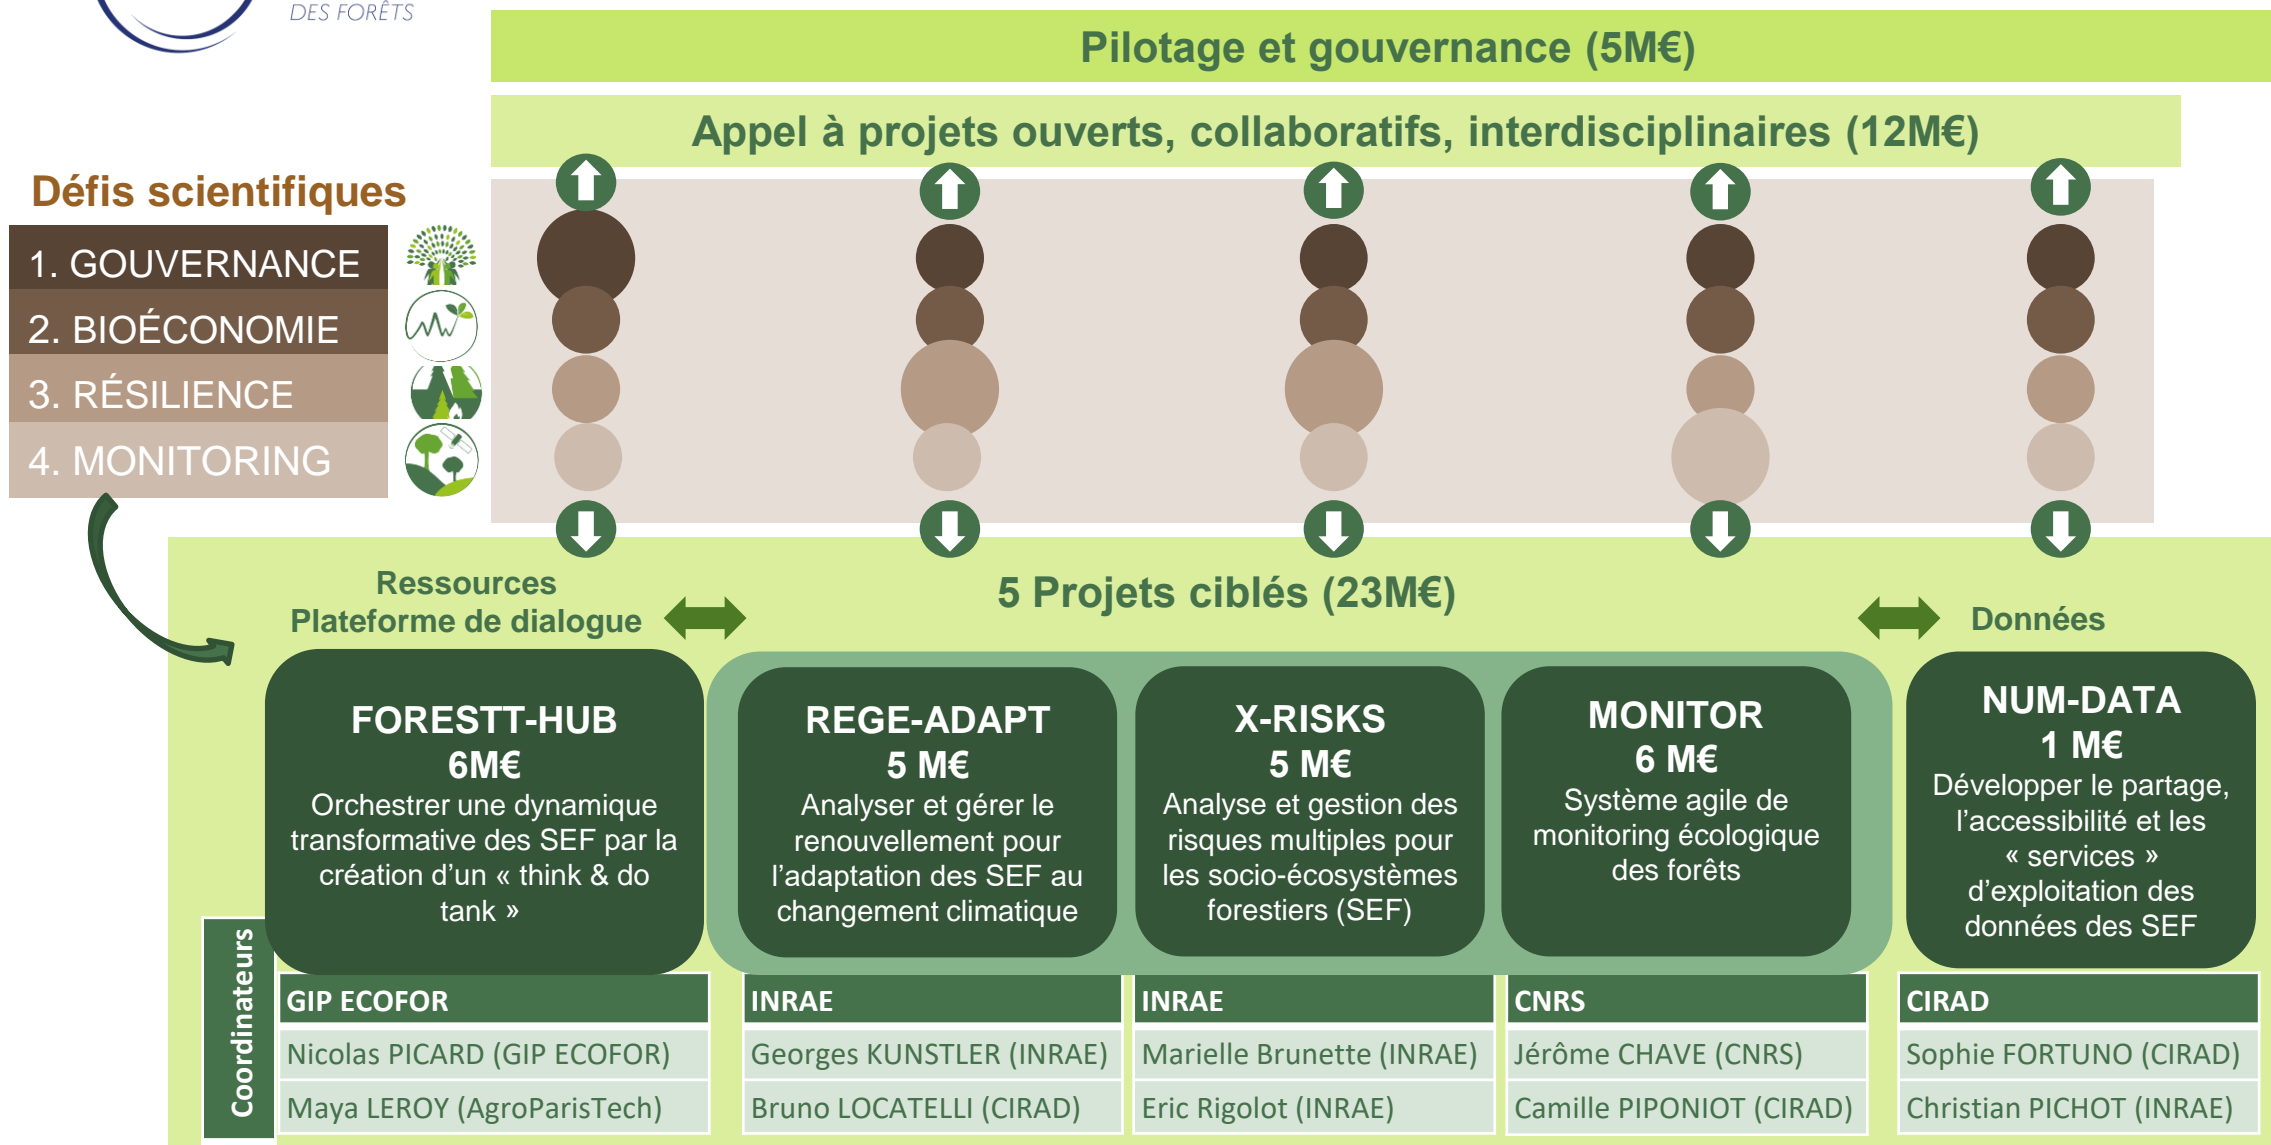 DES FORÊTS
Pilotage et gouvernance (5M€)
Appel à projets ouverts, collaboratifs, interdisciplinaires (12M€)
Défis scientifiques
1. GOUVERNANCE
2. BIOÉCONOMIE
3. RÉSILIENCE
4. MONITORING
Ressources
Plateforme de dialogue
5 Projets ciblés (23M€)
Données
FORESTT-HUB
6M€
Orchestrer une dynamique
transformative des SEF par la
création d’un « think & do
tank »
REGE-ADAPT
5 M€
Analyser et gérer le
renouvellement pour
l’adaptation des SEF au
changement climatique
X-RISKS
5 M€
Analyse et gestion des
risques multiples pour
les socio-écosystèmes
forestiers (SEF)
MONITOR
6 M€
Système agile de
monitoring écologique
des forêts
NUM-DATA
1 M€
Développer le partage,
l’accessibilité et les
« services »
d’exploitation des
données des SEF
Coordinateurs
GIP ECOFOR
Nicolas PICARD (GIP ECOFOR)
Maya LEROY (AgroParisTech)
INRAE
Georges KUNSTLER (INRAE)
Bruno LOCATELLI (CIRAD)
INRAE
Marielle Brunette (INRAE)
Eric Rigolot (INRAE)
CNRS
Jérôme CHAVE (CNRS)
Camille PIPONIOT (CIRAD)
CIRAD
Sophie FORTUNO (CIRAD)
Christian PICHOT (INRAE)